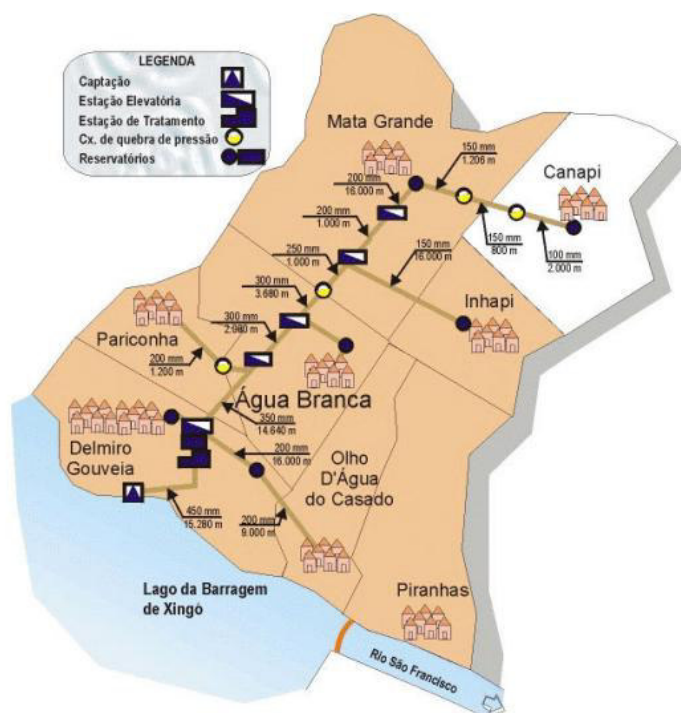 LEGENDA
Captação
Estação Elevatória
Estação de Tratamento
Cx. de quebra de pressão
Reservatórios
Mata Grande
150 mm
1.206 m
Canapi
200 mm
16.000 m
200 mm
1.000 m
150 mm
800 m
100 mm
2.000 m
250 mm
1.000 m
150 mm
16.000 m
300 mm
3.680 m
Inhapi
300 mm
2.980 m
Pariconha
200 mm
1.200 m
Água Branca
350 mm
14.640 m
Delmiro
Gouveia
200 mm
16.000 m
Olho
D'Água
do Casado
450 mm
15.280 m
200 mm
9.000 m
Lago da Barragem
de Xingó
Piranhas
Rio São Francisco